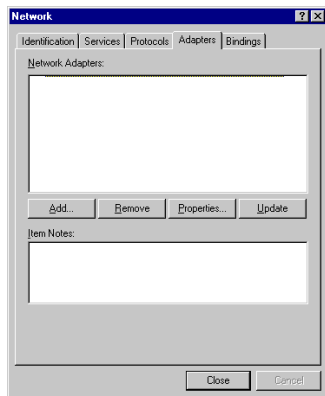 Network
Identification Services Protocols Adapters Bindings
Network Adapters:
Add... Remove Properties... Update
Item Notes:
Close Cancel